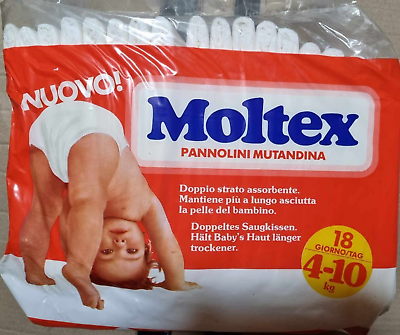 NUOVO!
Moltex
PANNOLINI MUTANDINA
Doppio strato assorbente.
Mantiene più a lungo asciutta
la pelle del bambino.
Doppeltes Saugkissen.
Hält Baby's Haut länger
trockener.
18
GIORNO/TAG
4-10
kg